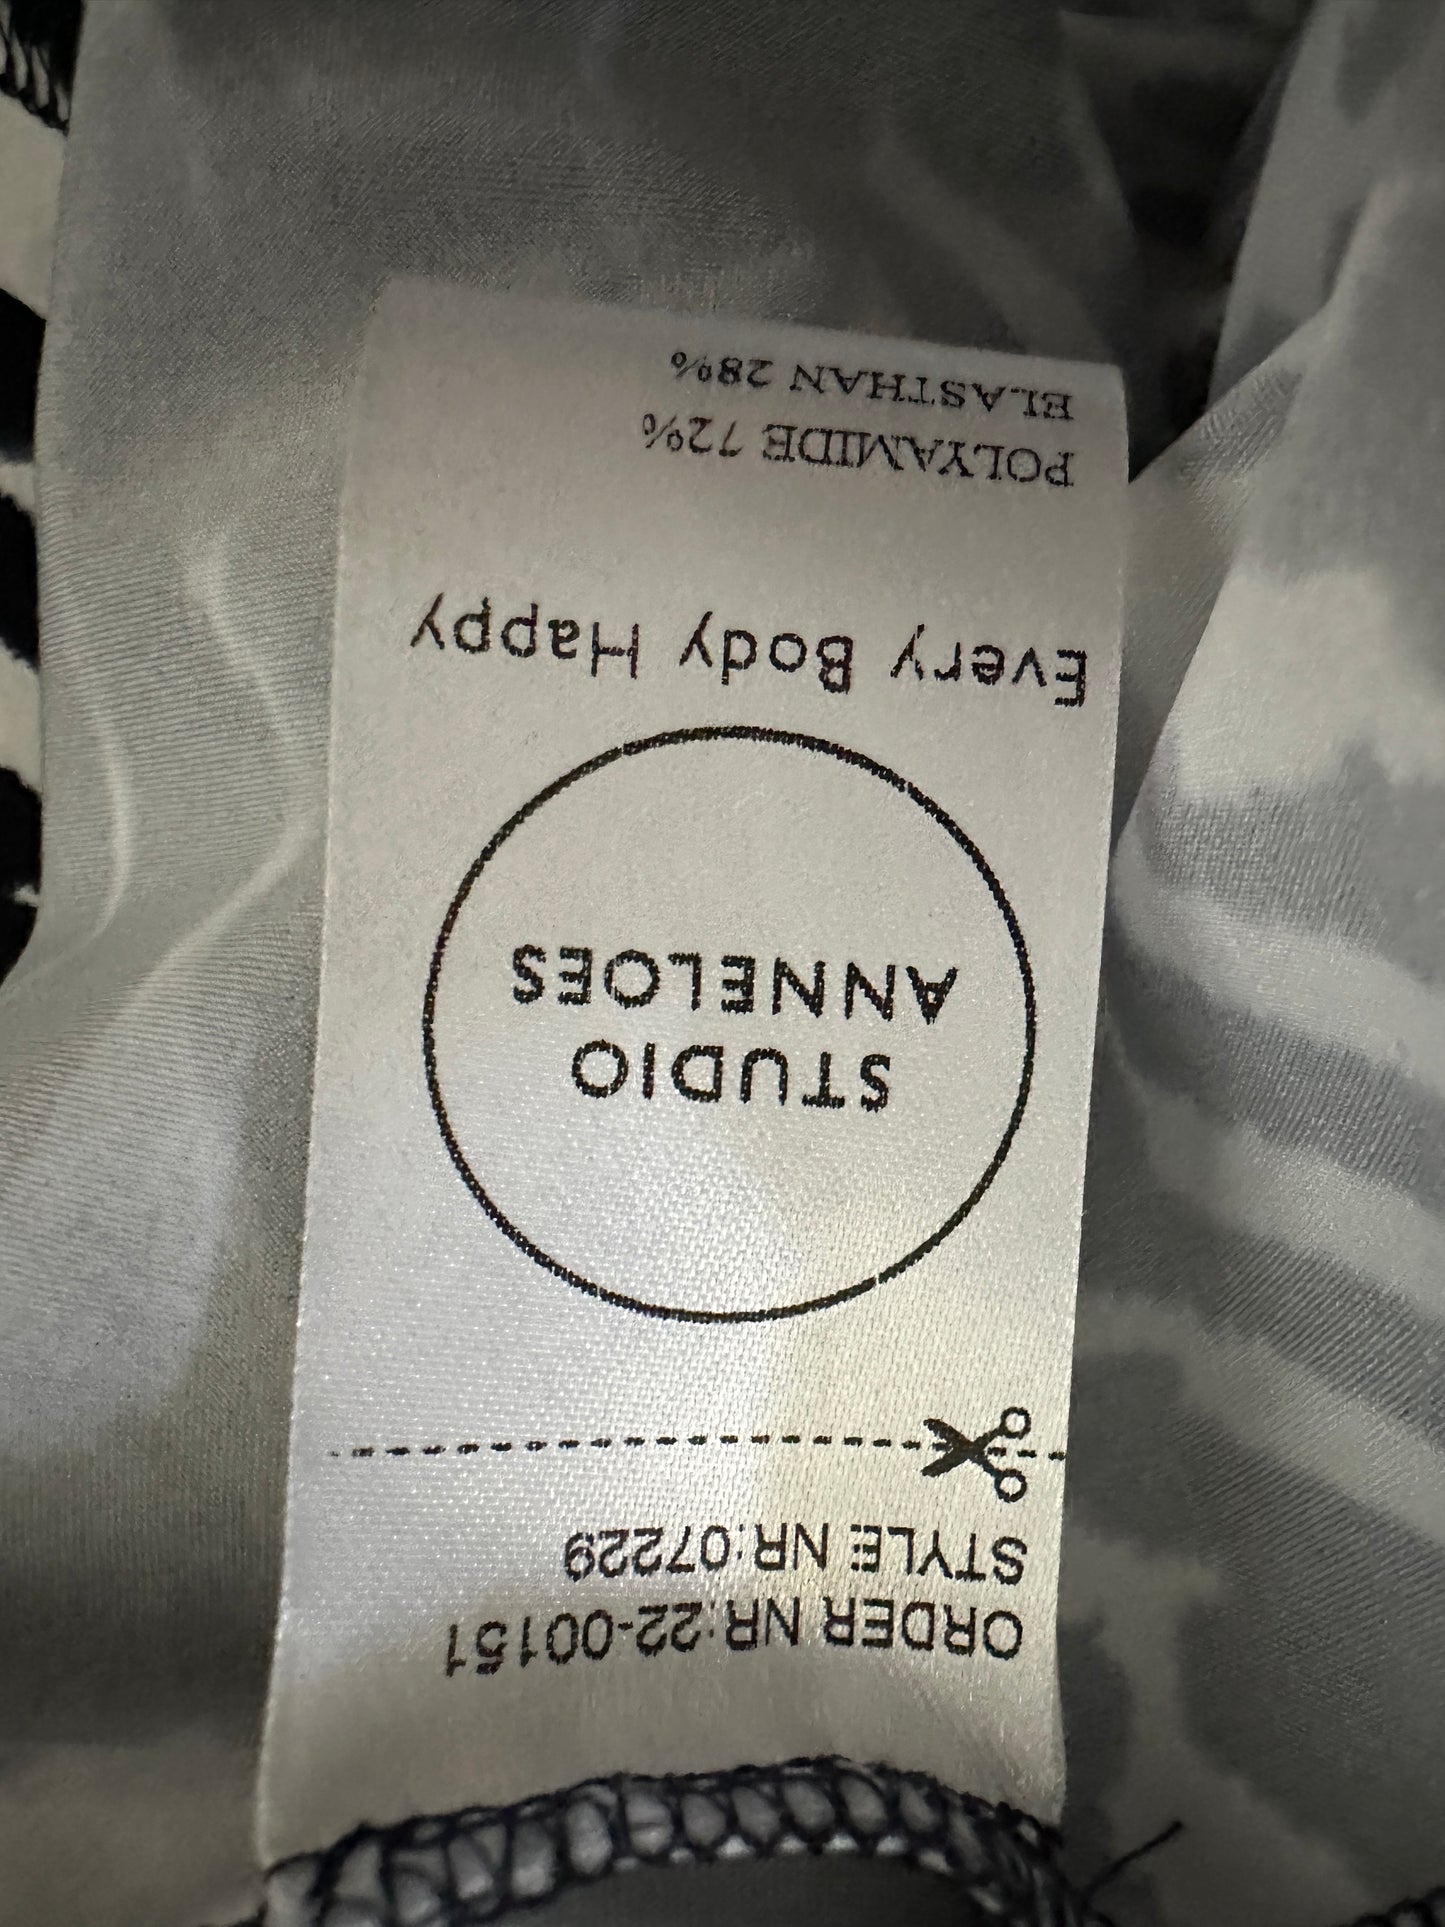 ORDER NR:22-00151
STYLE NR:07229
STUDIO
ANNELOES
Every Body Happy
POLYAMIDE 72%
ELASTHAN 28%